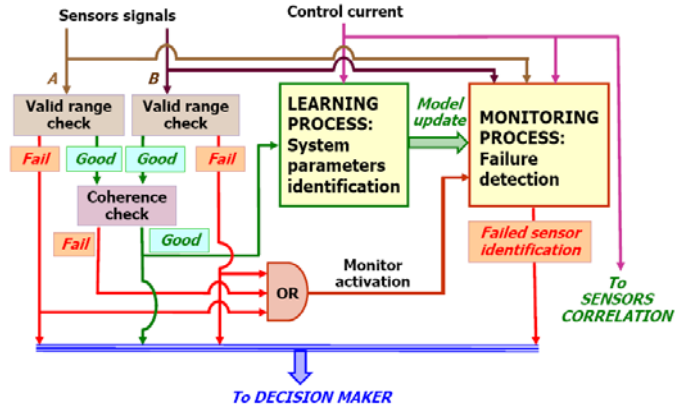 Sensors signals
Control current
A
B
Valid range
check
Valid range
check
LEARNING
PROCESS:
System
parameters
identification
Model
update
MONITORING
PROCESS:
Failure
detection
Fail
Good
Good
Fail
Coherence
check
Fail
Good
Failed sensor
identification
OR
Monitor
activation
To
SENSORS
CORRELATION
To DECISION MAKER